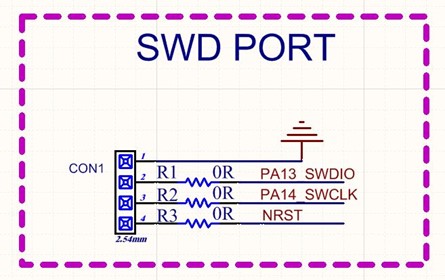 SWD PORT
CON1
1
2 R1 0R PA13_SWDIO
3 R2 0R PA14_SWCLK
4 R3 0R NRST
2.54mm